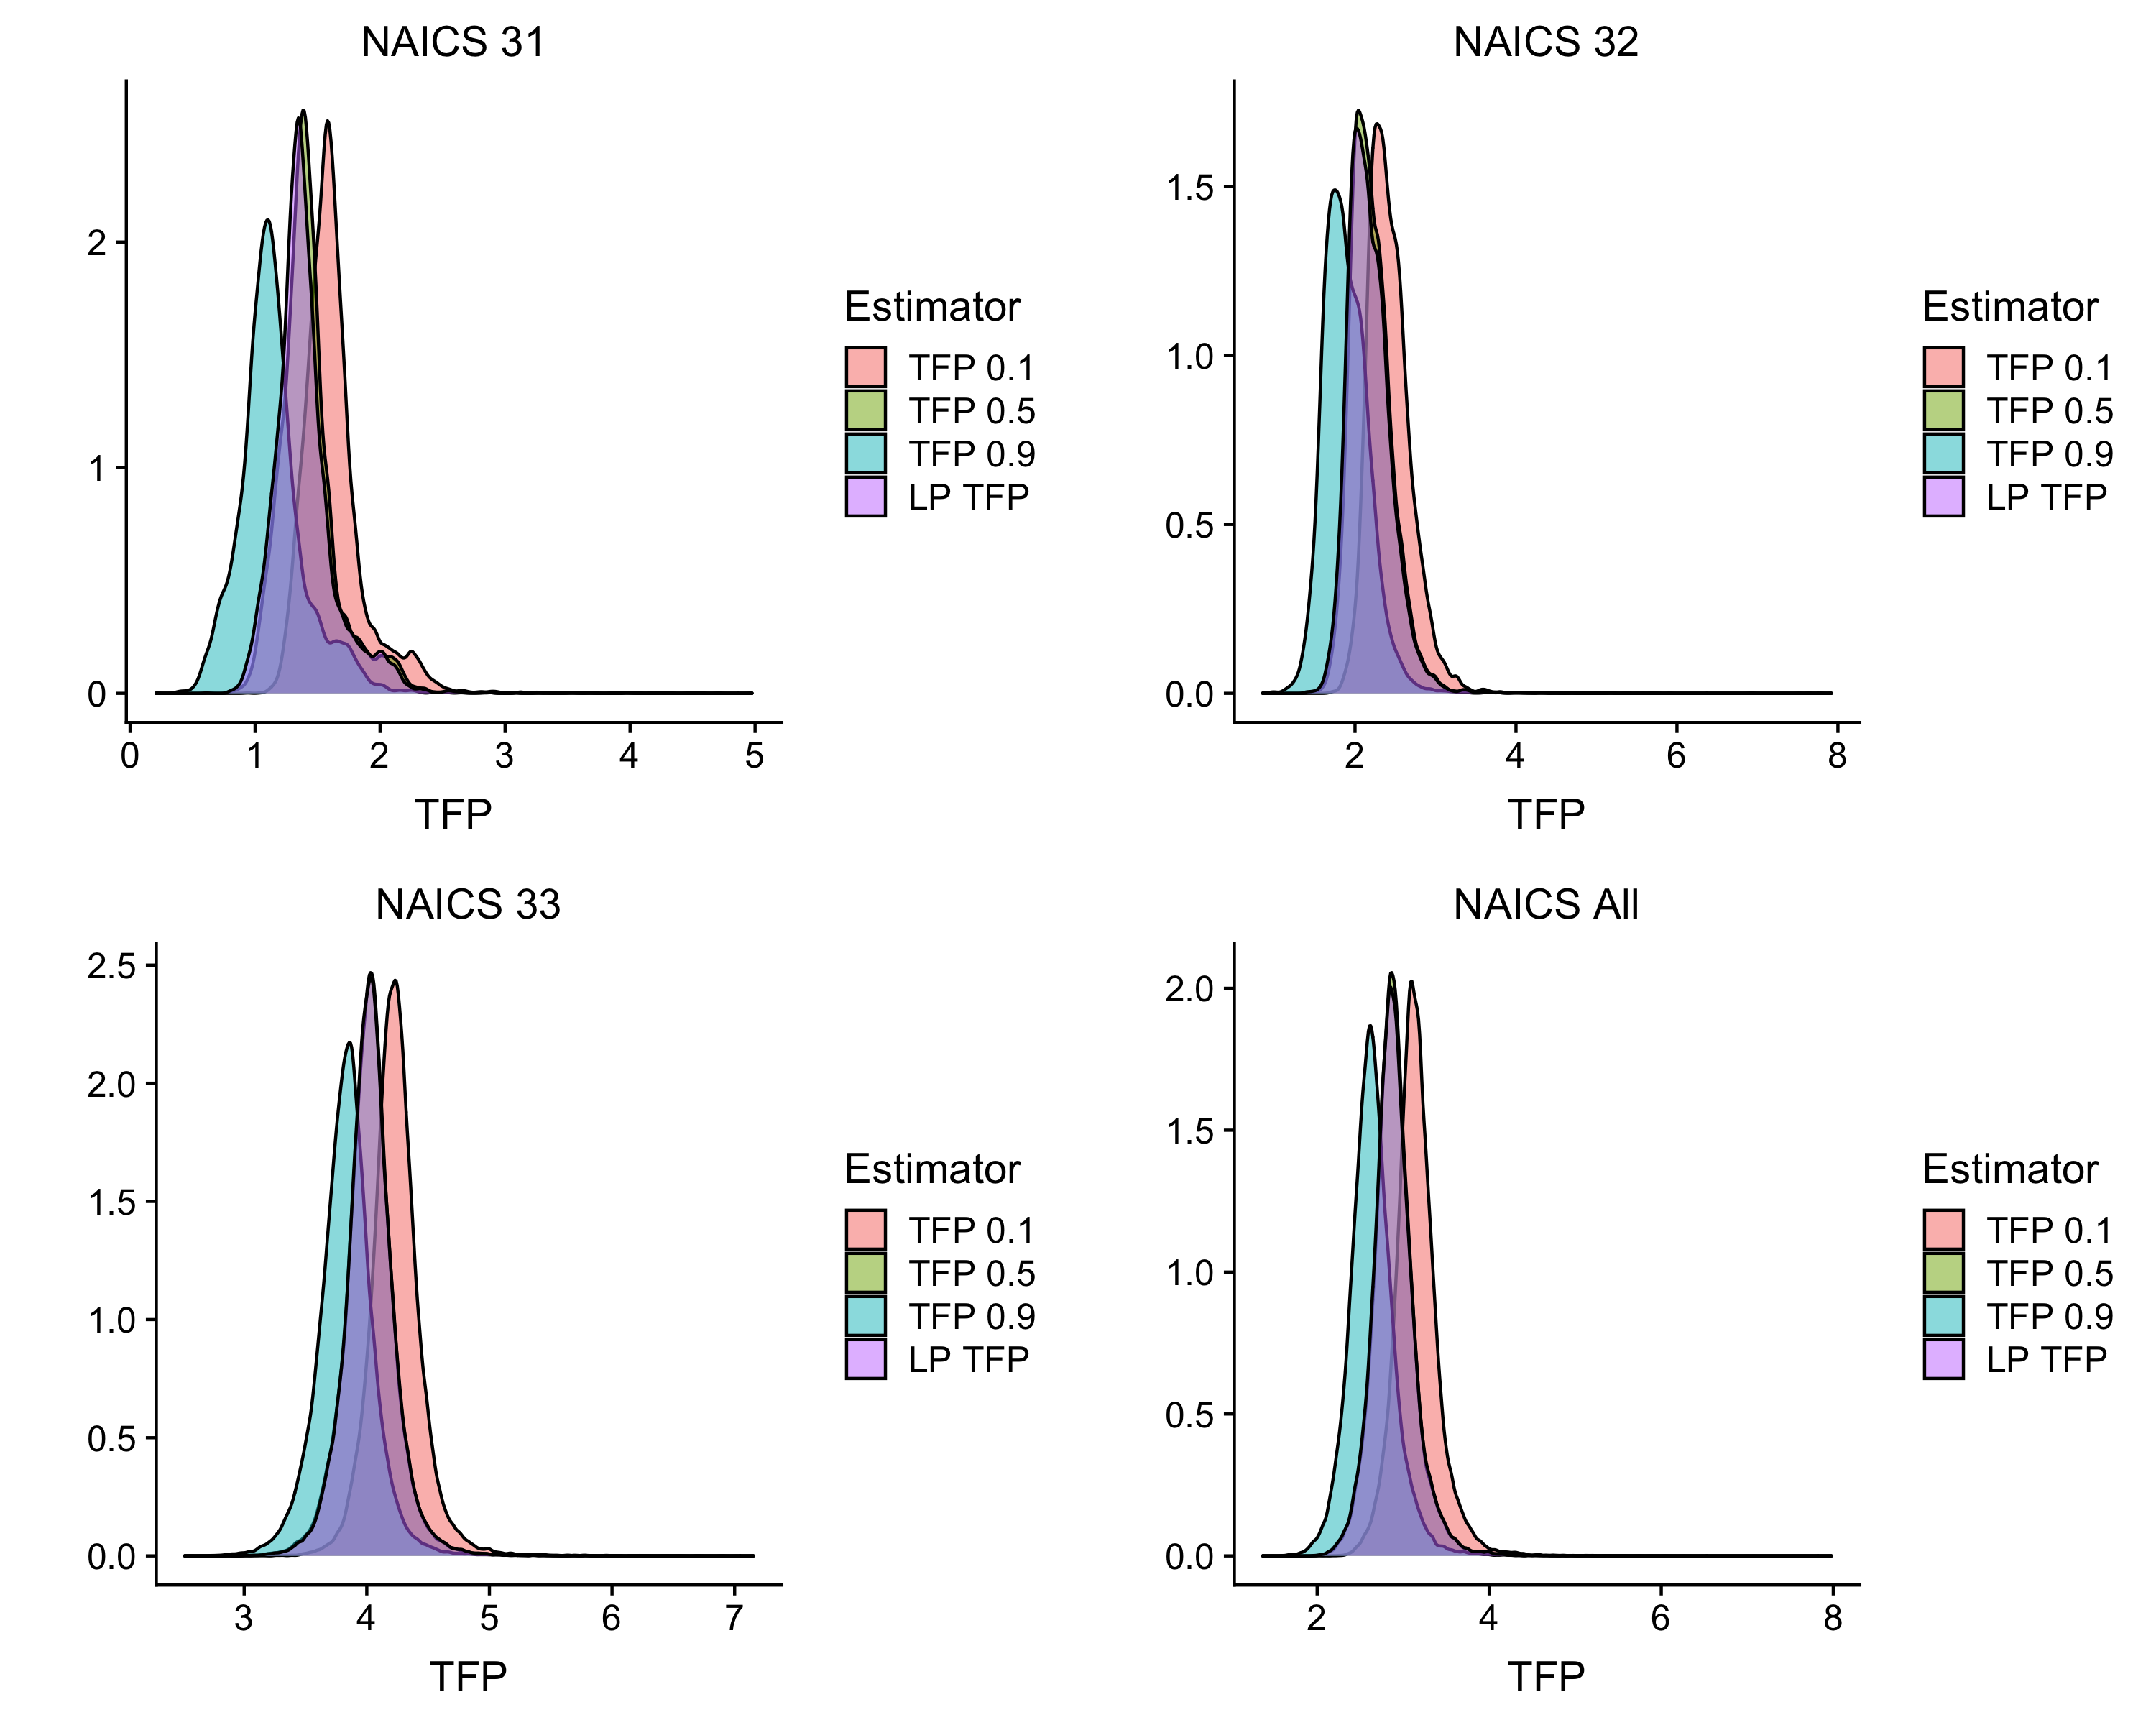 NAICS 31
2
1
0
0 1 2 3 4 5
TFP
Estimator
TFP 0.1
TFP 0.5
TFP 0.9
LP TFP
NAICS 32
1.5
1.0
0.5
0.0
2 4 6 8
TFP
Estimator
TFP 0.1
TFP 0.5
TFP 0.9
LP TFP
NAICS 33
2.5
2.0
1.5
1.0
0.5
0.0
3 4 5 6 7
TFP
Estimator
TFP 0.1
TFP 0.5
TFP 0.9
LP TFP
NAICS All
2.0
1.5
1.0
0.5
0.0
2 4 6 8
TFP
Estimator
TFP 0.1
TFP 0.5
TFP 0.9
LP TFP